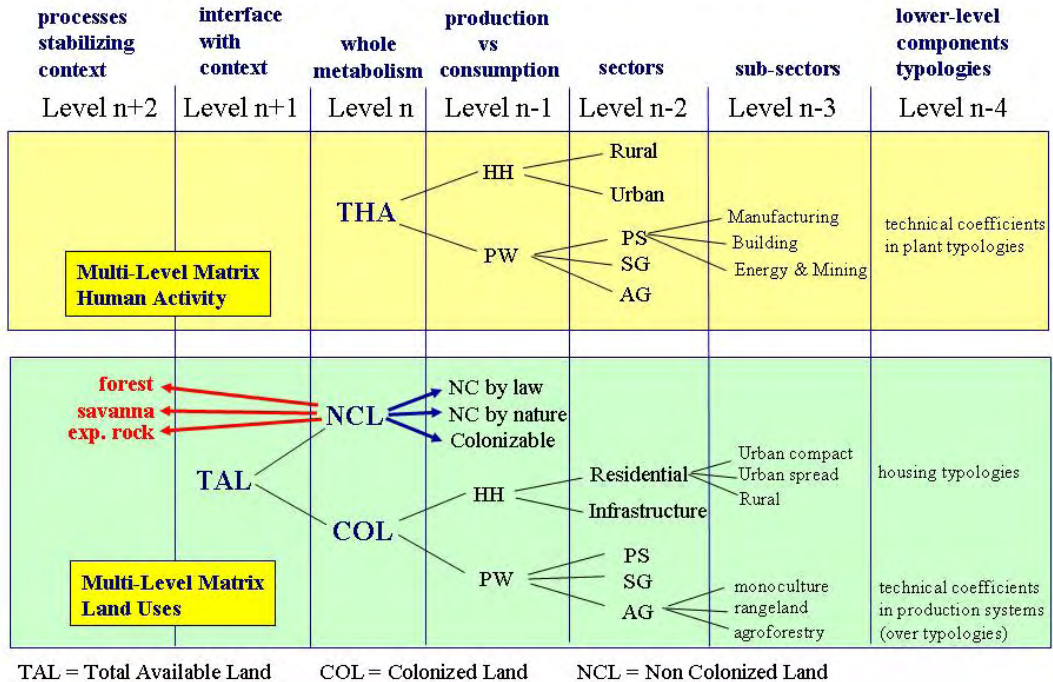 processes
stabilizing
context
interface
with
context
whole
metabolism
production
vs
consumption
sectors
sub-sectors
lower-level
components
typologies
Level n+2
Level n+1
Level n
Level n-1
Level n-2
Level n-3
Level n-4
THA
HH
PW
Rural
Urban
PS
SG
AG
Manufacturing
Building
Energy & Mining
technical coefficients
in plant typologies
Multi-Level Matrix
Human Activity
forest
savanna
exp. rock
NCL
NC by law
NC by nature
Colonizable
TAL
COL
HH
PW
Residential
Infrastructure
Urban compact
Urban spread
Rural
housing typologies
PS
SG
AG
monoculture
rangeland
agroforestry
technical coefficients
in production systems
(over typologies)
Multi-Level Matrix
Land Uses
TAL = Total Available Land
COL = Colonized Land
NCL = Non Colonized Land